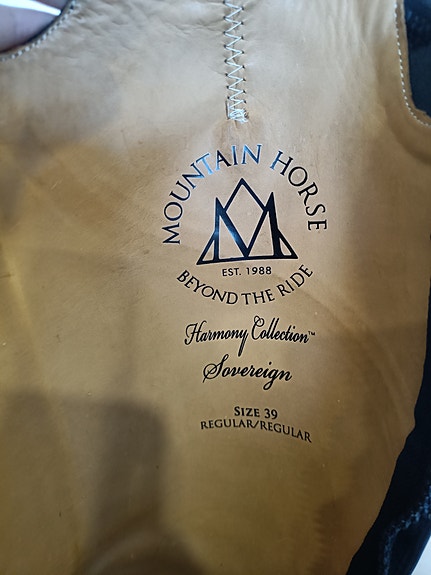 MOUNTAIN HORSE
M
EST. 1988
BEYOND THE RIDE
Harmony Collection™
Sovereign
SIZE 39
REGULAR/REGULAR